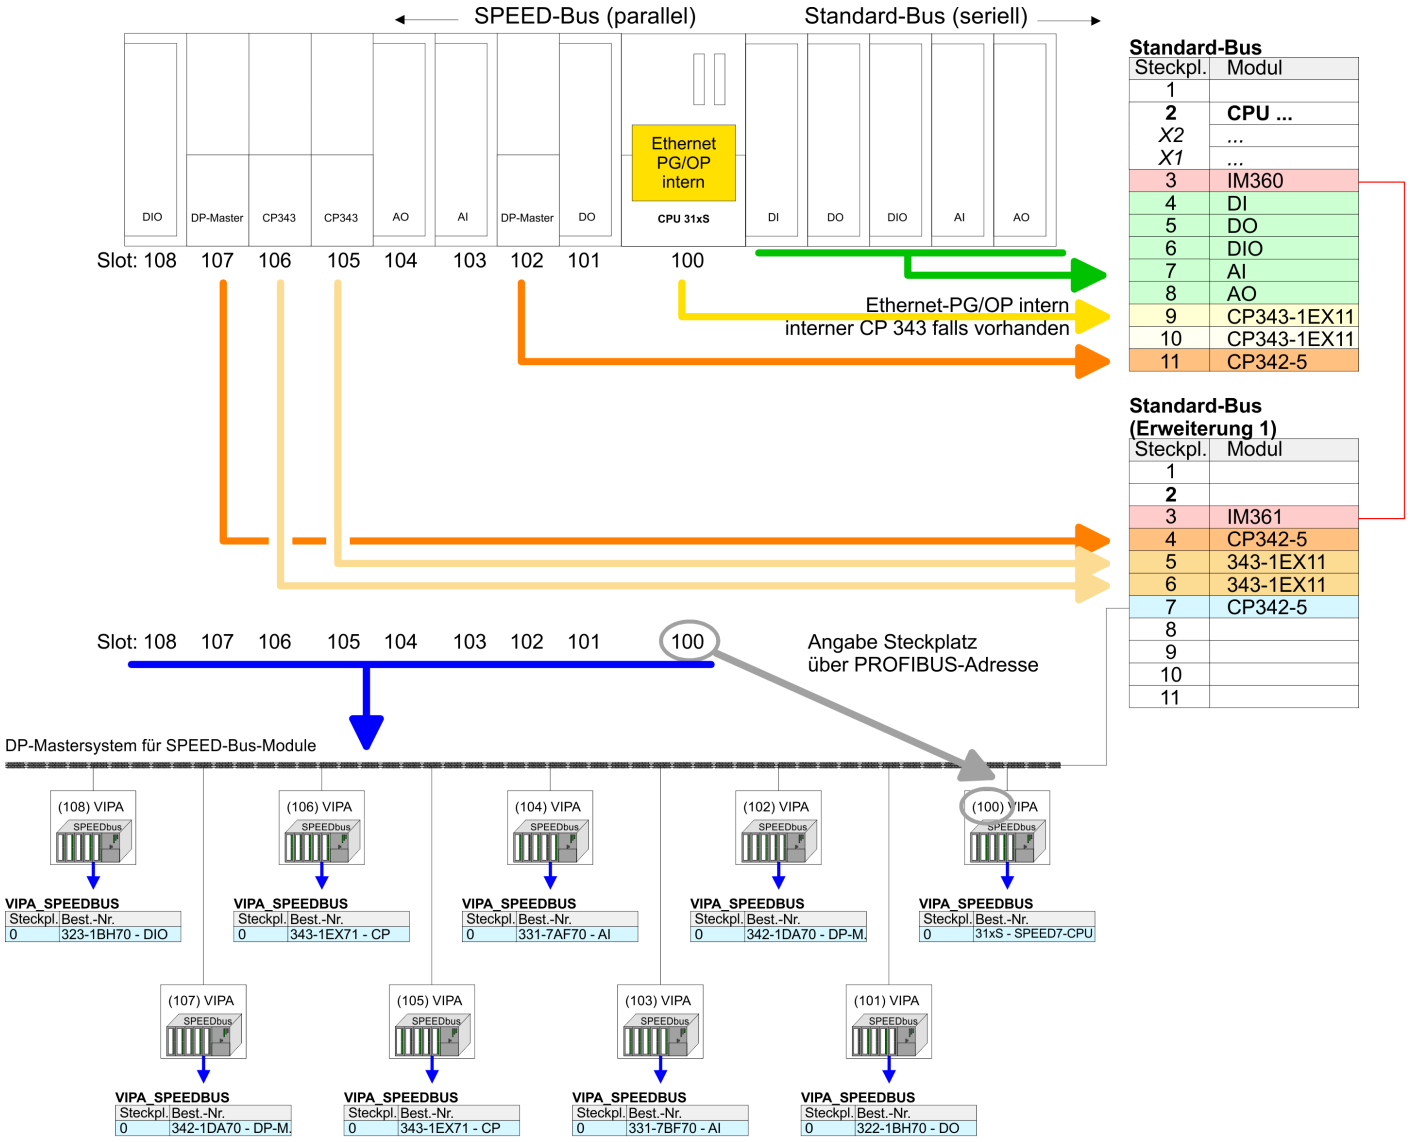 SPEED-Bus (parallel) Standard-Bus (seriell)
Ethernet
PG/OP
intern
DIO DP-Master CP343 CP343 AO AI DP-Master DO CPU 31xS DI DO DIO AI AO
Slot: 108 107 106 105 104 103 102 101 100
Ethernet-PG/OP intern
interner CP 343 falls vorhanden
Standard-Bus
Steckpl. Modul
1
2 CPU ...
X2 ...
X1 ...
3 IM360
4 DI
5 DO
6 DIO
7 AI
8 AO
9 CP343-1EX11
10 CP343-1EX11
11 CP342-5
Standard-Bus
(Erweiterung 1)
Steckpl. Modul
1
2
3 IM361
4 CP342-5
5 343-1EX11
6 343-1EX11
7 CP342-5
8
9
10
11
Slot: 108 107 106 105 104 103 102 101 100
Angabe Steckplatz
über PROFIBUS-Adresse
DP-Mastersystem für SPEED-Bus-Module
(108) VIPA
SPEEDbus
VIPA_SPEEDBUS
Steckpl. Best.-Nr.
0 323-1BH70 - DIO
(106) VIPA
SPEEDbus
VIPA_SPEEDBUS
Steckpl. Best.-Nr.
0 343-1EX71 - CP
(104) VIPA
SPEEDbus
VIPA_SPEEDBUS
Steckpl. Best.-Nr.
0 331-7AF70 - AI
(102) VIPA
SPEEDbus
VIPA_SPEEDBUS
Steckpl. Best.-Nr.
0 342-1DA70 - DP-M.
(100) VIPA
SPEEDbus
VIPA_SPEEDBUS
Steckpl. Best.-Nr.
0 31xS - SPEED7-CPU
(107) VIPA
SPEEDbus
VIPA_SPEEDBUS
Steckpl. Best.-Nr.
0 342-1DA70 - DP-M.
(105) VIPA
SPEEDbus
VIPA_SPEEDBUS
Steckpl. Best.-Nr.
0 343-1EX71 - CP
(103) VIPA
SPEEDbus
VIPA_SPEEDBUS
Steckpl. Best.-Nr.
0 331-7BF70 - AI
(101) VIPA
SPEEDbus
VIPA_SPEEDBUS
Steckpl. Best.-Nr.
0 322-1BH70 - DO